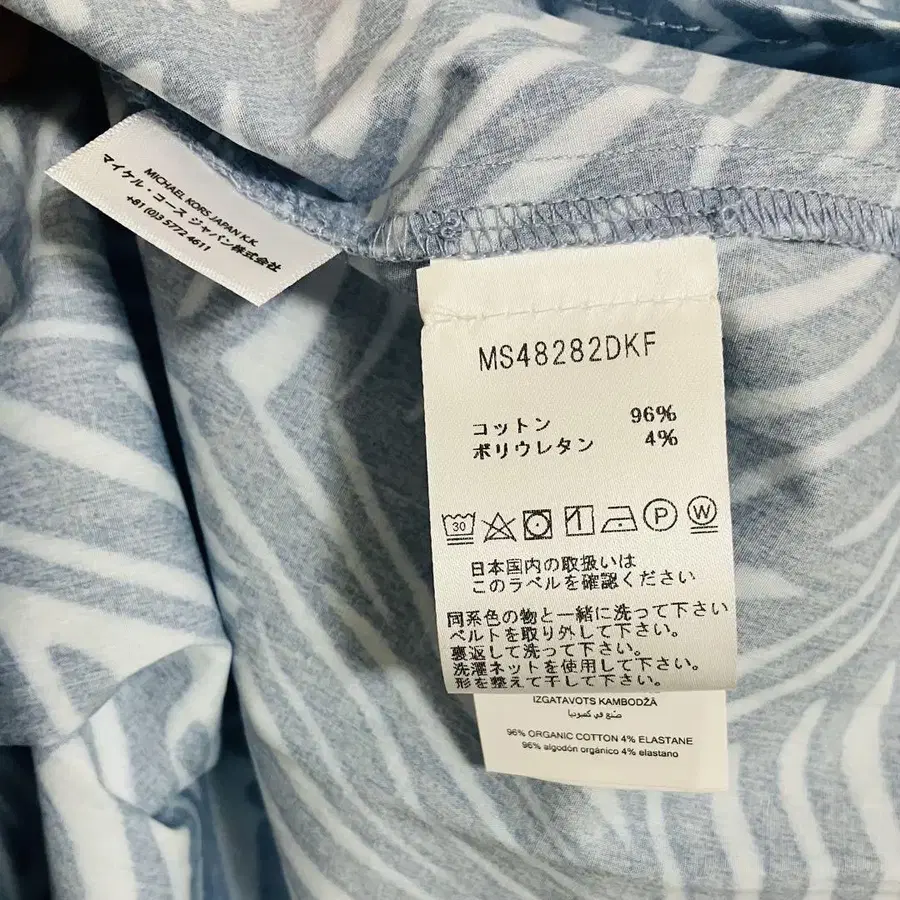 MICHAEL KORS JAPAN K.K.
マイケル・コース ジャパン株式会社
+81 (0)3 5772 4611
MS48282DKF
コットン 96%
ポリウレタン 4%
30
P
W
日本国内の取扱いは
このラベルを確認ください
同系色の物と一緒に洗って下さい
ベルトを取り外して下さい。
裏返して洗って下さい。
洗濯ネットを使用して下さい。
形を整えて干して下さい。
IZGATAVOTS KAMBODŽĀ
صنع في كمبوديا
96% ORGANIC COTTON 4% ELASTANE
96% algodón orgánico 4% elastano